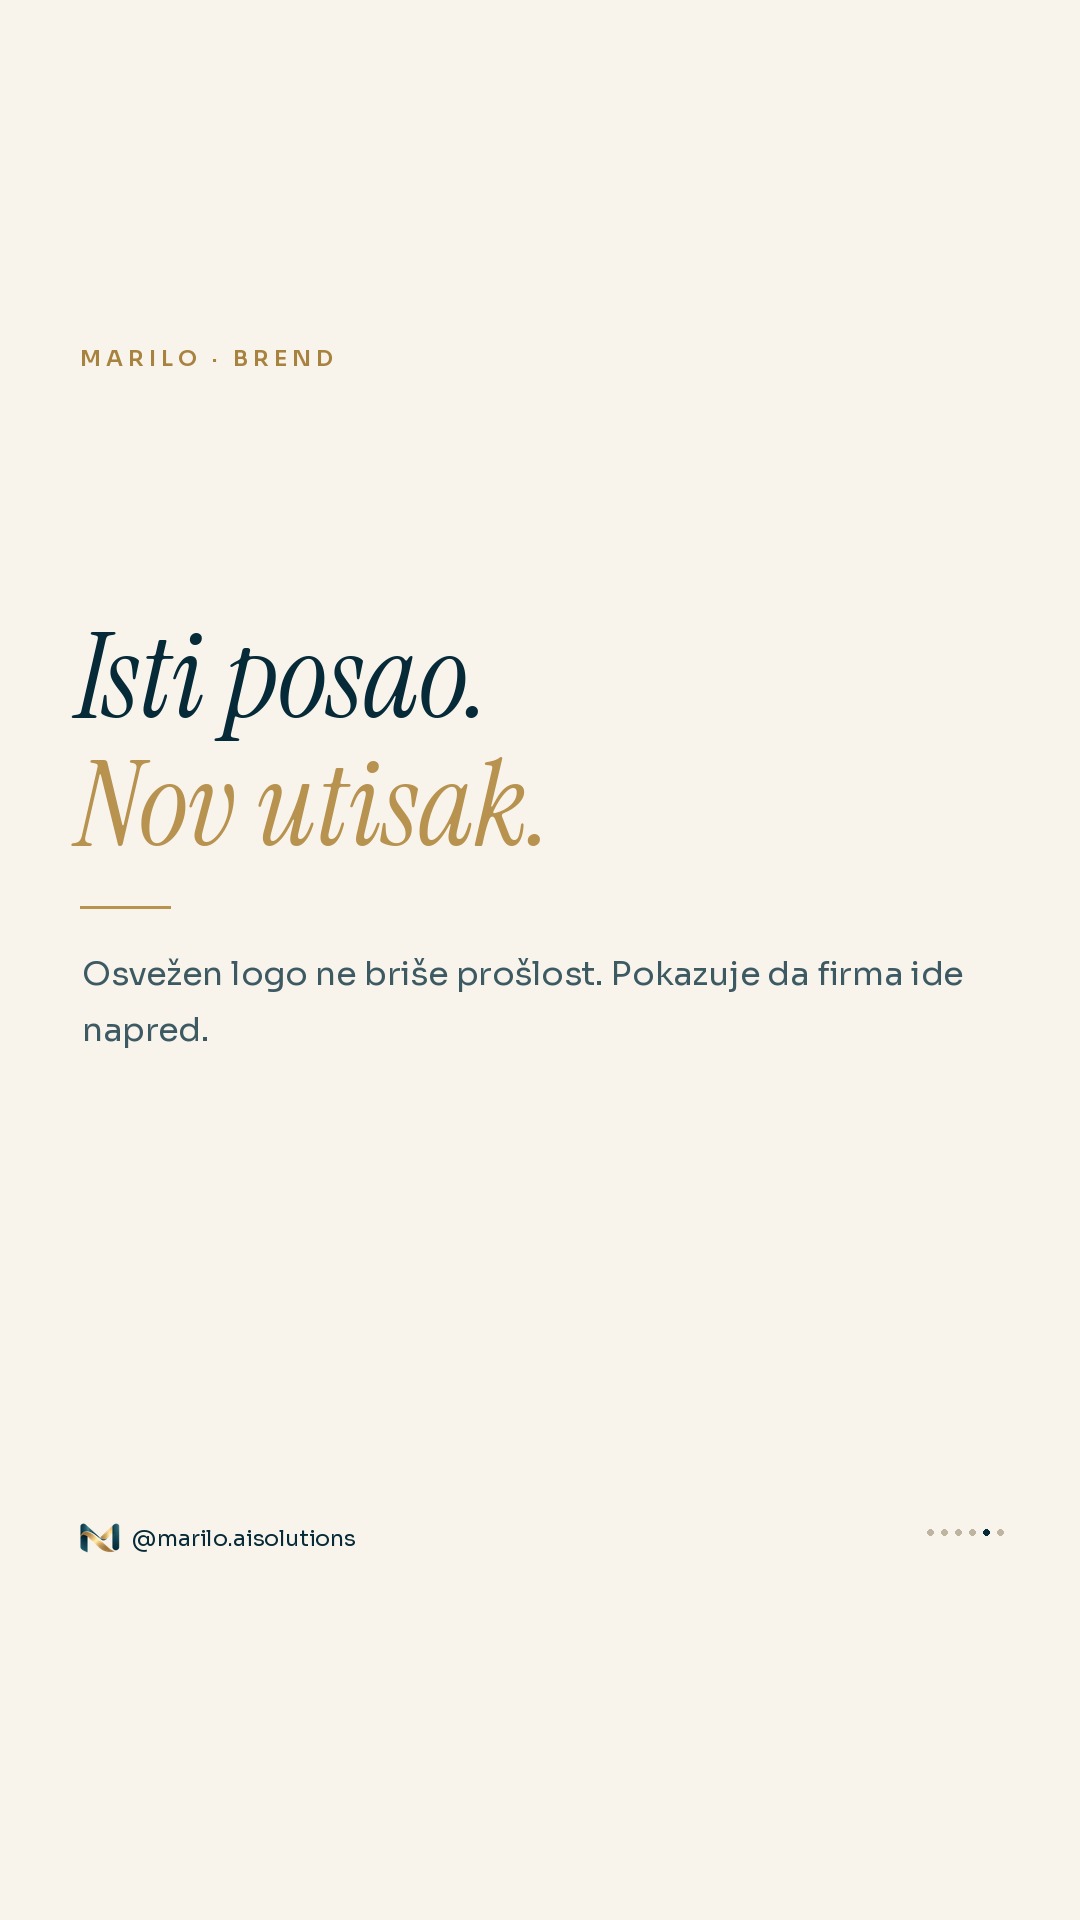 MARILO · BREND
Isti posao.
Nov utisak.
Osvežen logo ne briše prošlost. Pokazuje da firma ide
napred.
@marilo.aisolutions